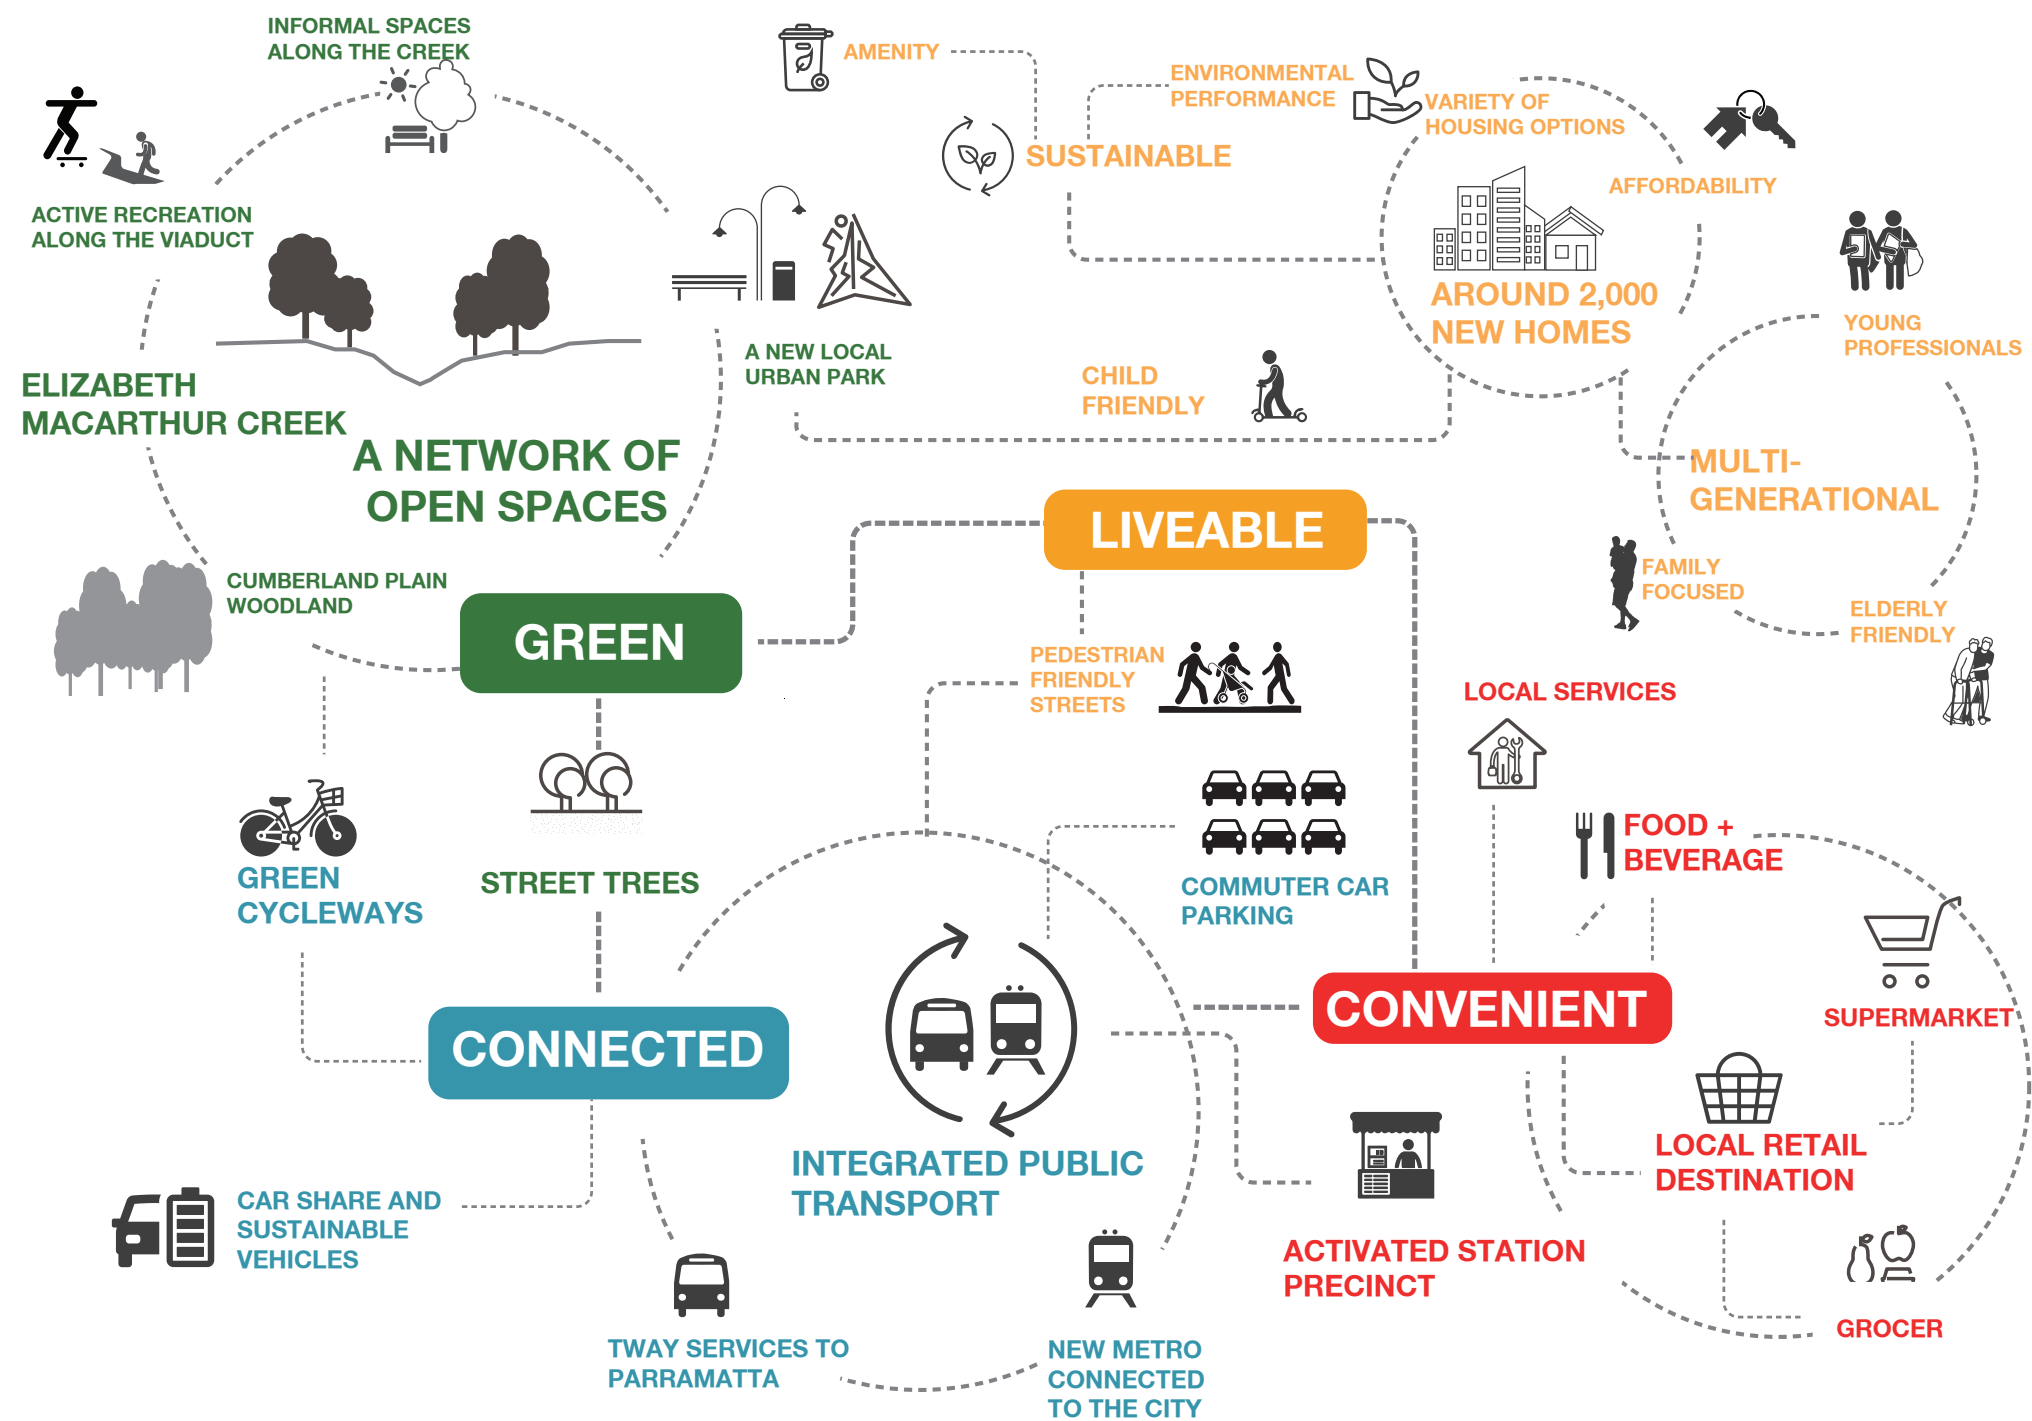 INFORMAL SPACES
ALONG THE CREEK
AMENITY
ENVIRONMENTAL
PERFORMANCE
VARIETY OF
HOUSING OPTIONS
SUSTAINABLE
AFFORDABILITY
ACTIVE RECREATION
ALONG THE VIADUCT
AROUND 2,000
NEW HOMES
YOUNG
PROFESSIONALS
A NEW LOCAL
URBAN PARK
CHILD
FRIENDLY
ELIZABETH
MACARTHUR CREEK
A NETWORK OF
OPEN SPACES
MULTI-
GENERATIONAL
LIVEABLE
CUMBERLAND PLAIN
WOODLAND
FAMILY
FOCUSED
ELDERLY
FRIENDLY
GREEN
PEDESTRIAN
FRIENDLY
STREETS
LOCAL SERVICES
FOOD +
BEVERAGE
GREEN
CYCLEWAYS
STREET TREES
COMMUTER CAR
PARKING
CONVENIENT
SUPERMARKET
CONNECTED
LOCAL RETAIL
DESTINATION
INTEGRATED PUBLIC
TRANSPORT
CAR SHARE AND
SUSTAINABLE
VEHICLES
ACTIVATED STATION
PRECINCT
GROCER
TWAY SERVICES TO
PARRAMATTA
NEW METRO
CONNECTED
TO THE CITY